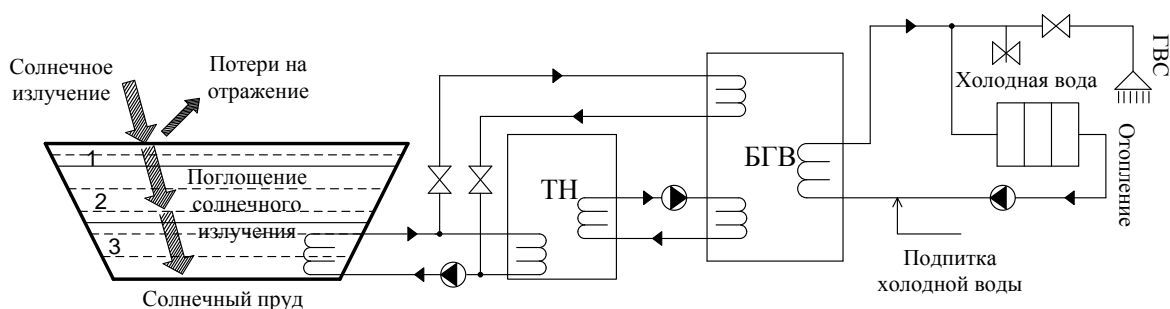 Солнечное
излучение
Потери на
отражение
1
2
3
Поглощение
солнечного
излучения
Солнечный пруд
ТН
БГВ
Холодная вода
ГВС
Отопление
Подпитка
холодной воды